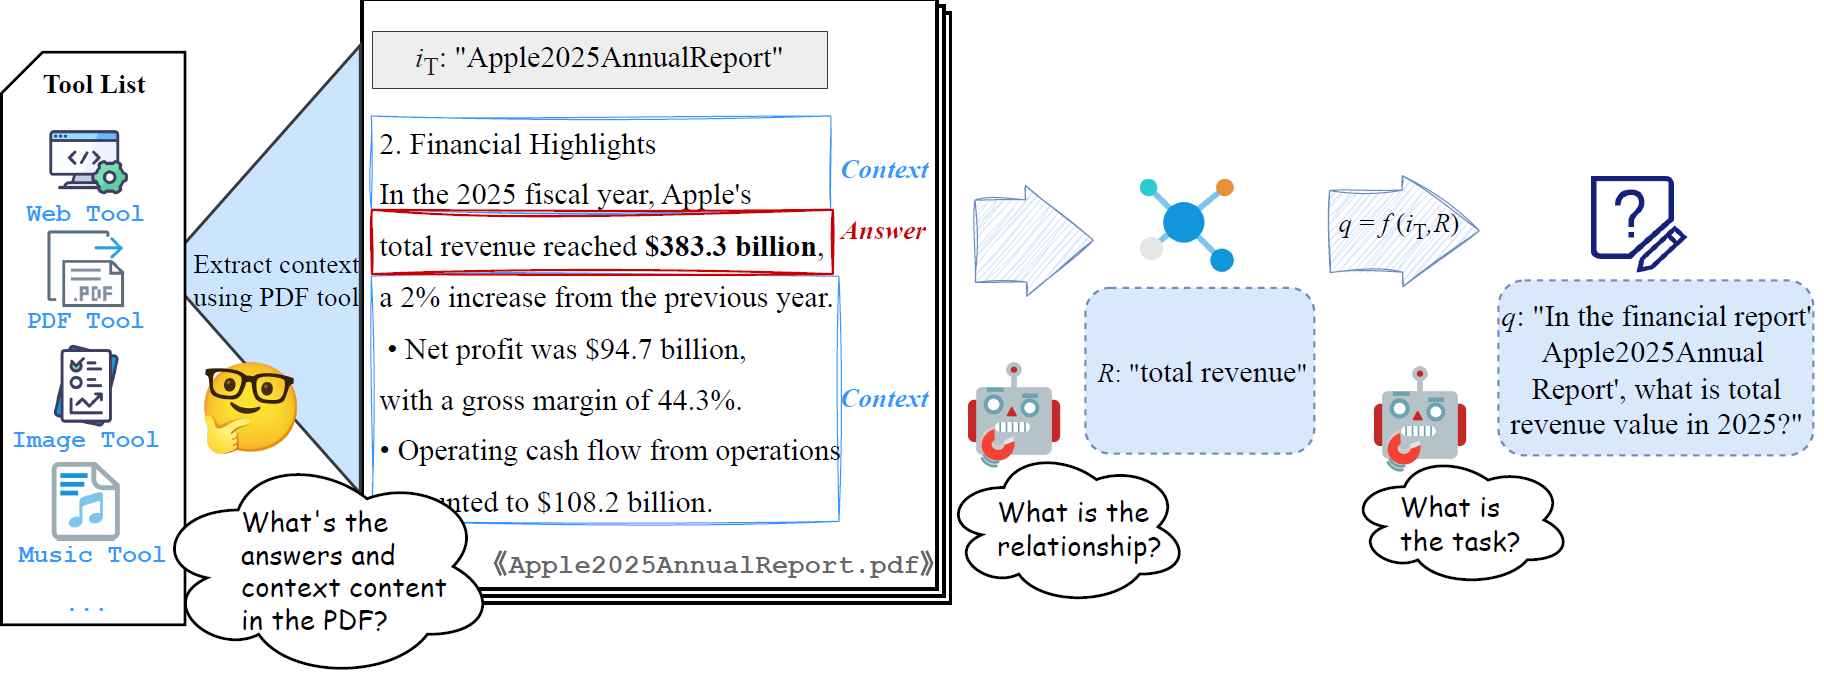 Tool List
Web Tool
.PDF
PDF Tool
Image Tool
Music Tool
...
Extract context
using PDF tool
What's the
answers and
context content
in the PDF?
iT: "Apple2025AnnualReport"
2. Financial Highlights
In the 2025 fiscal year, Apple's
total revenue reached $383.3 billion,
a 2% increase from the previous year.
• Net profit was $94.7 billion,
with a gross margin of 44.3%.
• Operating cash flow from operations
nted to $108.2 billion.
《Apple2025AnnualReport.pdf》
Context
Answer
Context
R: "total revenue"
What is the
relationship?
q = f (iT,R)
?
q: "In the financial report'
Apple2025Annual
Report', what is total
revenue value in 2025?"
What is
the task?